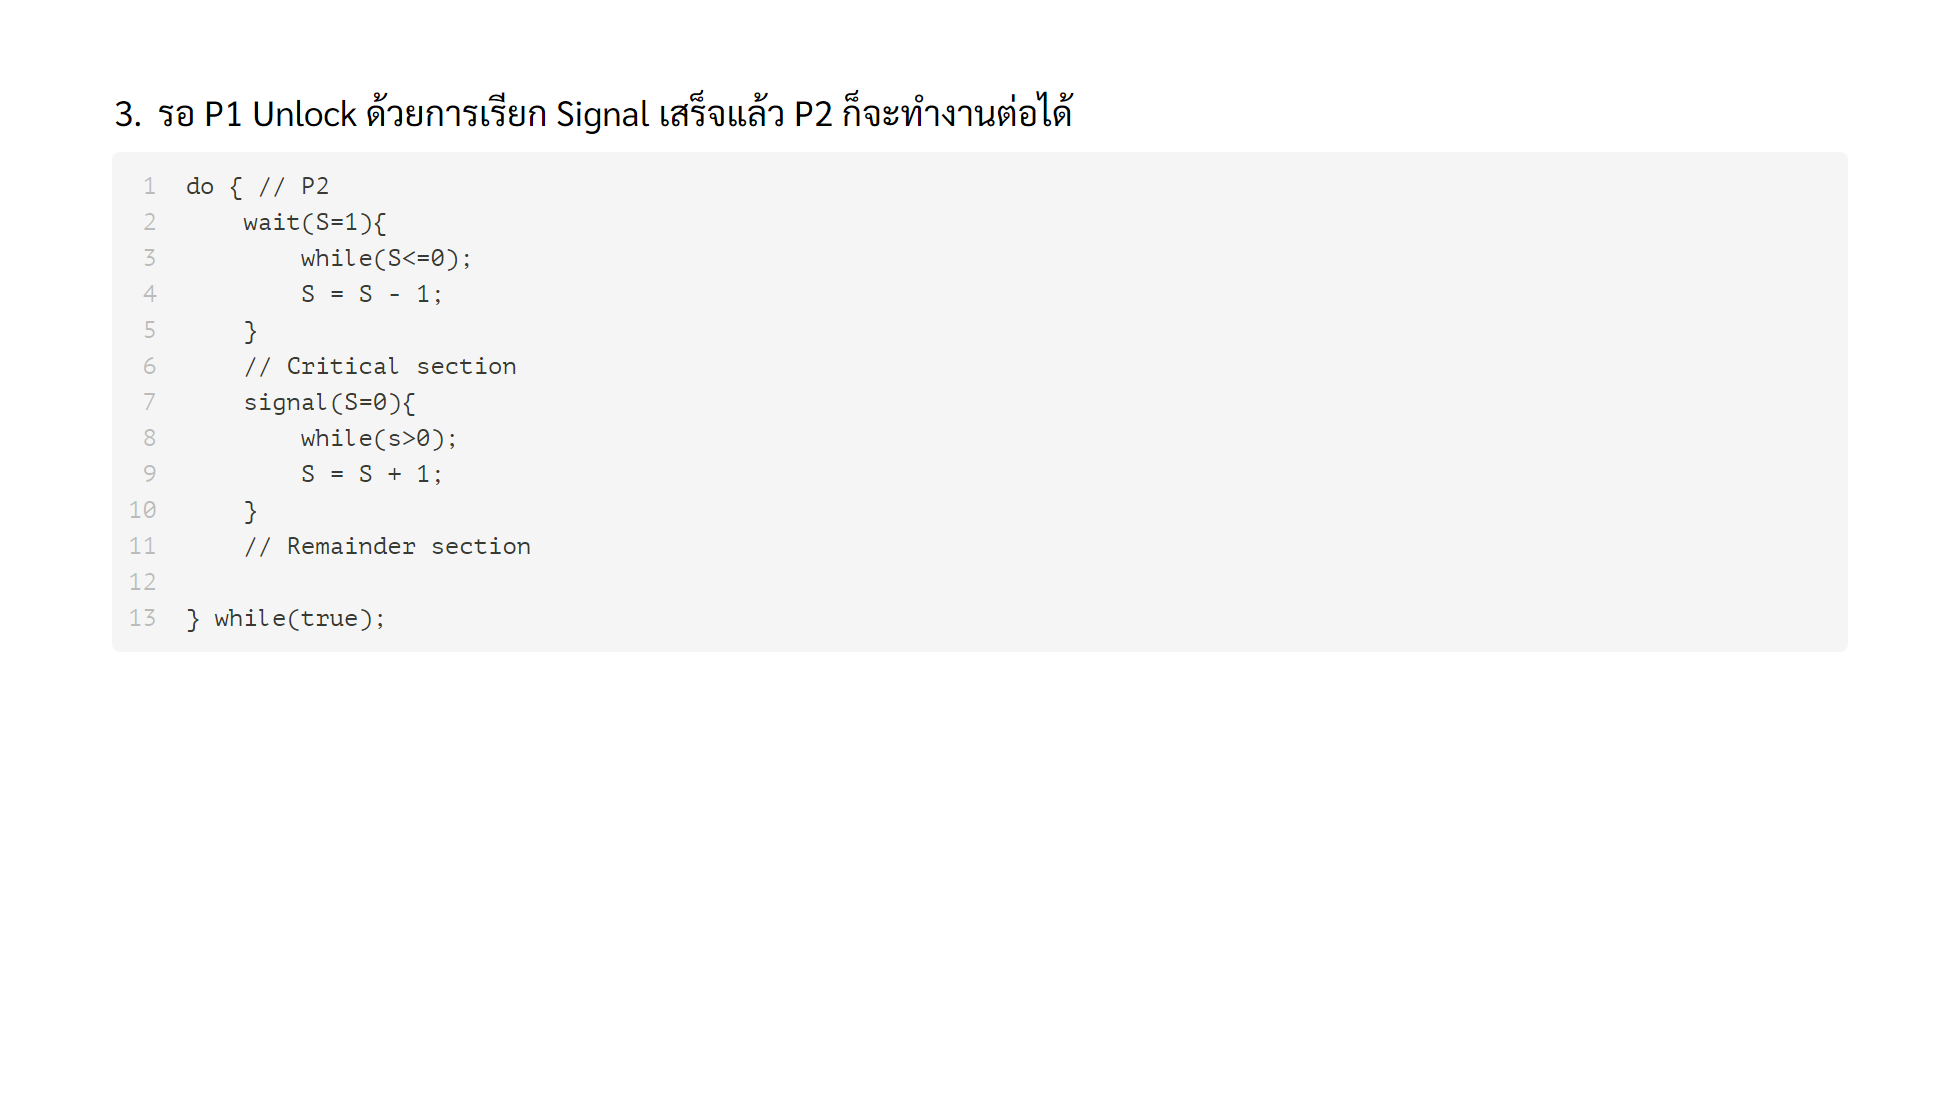 3. รอ P1 Unlock ด้วยการเรียก Signal เสร็จแล้ว P2 ก็จะทำงานต่อได้
1 do { // P2
2     wait(S=1){
3         while(S<=0);
4         S = S - 1;
5     }
6     // Critical section
7     signal(S=0){
8         while(s>0);
9         S = S + 1;
10     }
11     // Remainder section
12
13 } while(true);